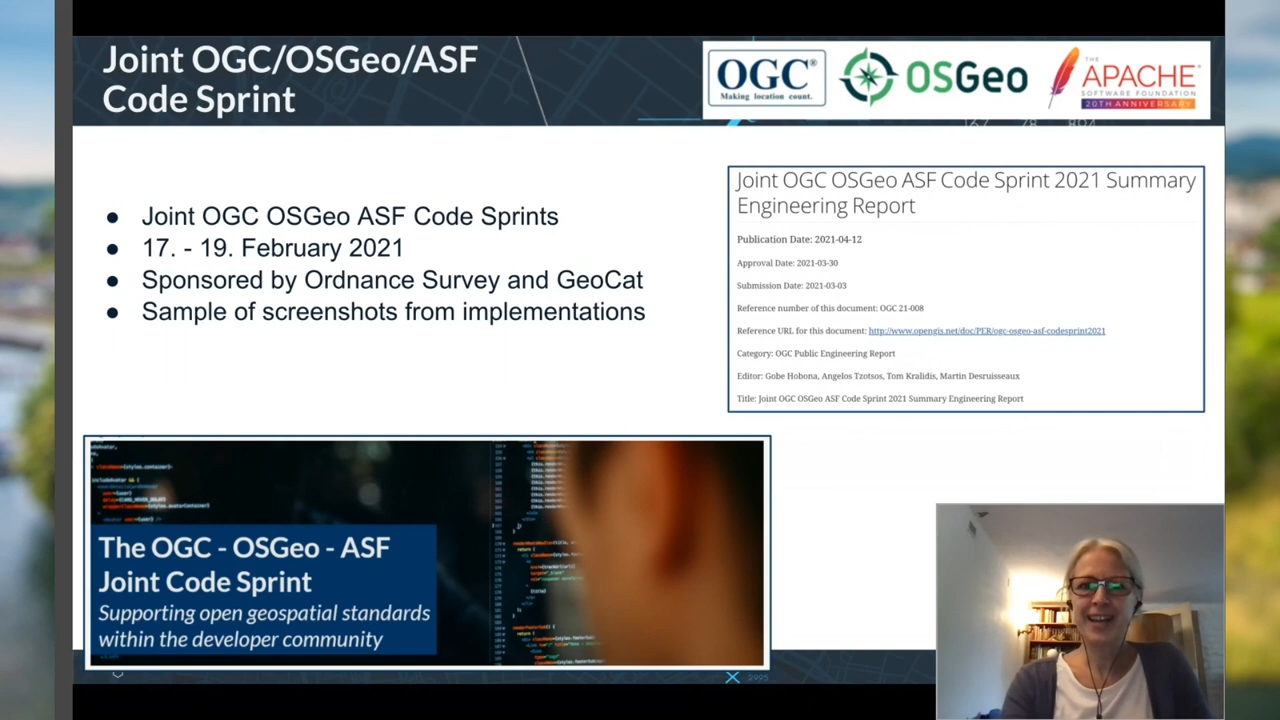 Joint OGC/OSGeo/ASF
Code Sprint
OGC®
Making location count.
OSGeo
THE
APACHE
SOFTWARE FOUNDATION
20TH ANNIVERSARY
● Joint OGC OSGeo ASF Code Sprints
● 17. - 19. February 2021
● Sponsored by Ordnance Survey and GeoCat
● Sample of screenshots from implementations
Joint OGC OSGeo ASF Code Sprint 2021 Summary
Engineering Report
Publication Date: 2021-04-12
Approval Date: 2021-03-30
Submission Date: 2021-03-03
Reference number of this document: OGC 21-008
Reference URL for this document: http://www.opengis.net/doc/PER/ogc-osgeo-asf-codesprint2021
Category: OGC Public Engineering Report
Editor: Gobe Hobona, Angelos Tzotsos, Tom Kralidis, Martin Desruisseaux
Title: Joint OGC OSGeo ASF Code Sprint 2021 Summary Engineering Report
The OGC - OSGeo - ASF
Joint Code Sprint
Supporting open geospatial standards
within the developer community
2995